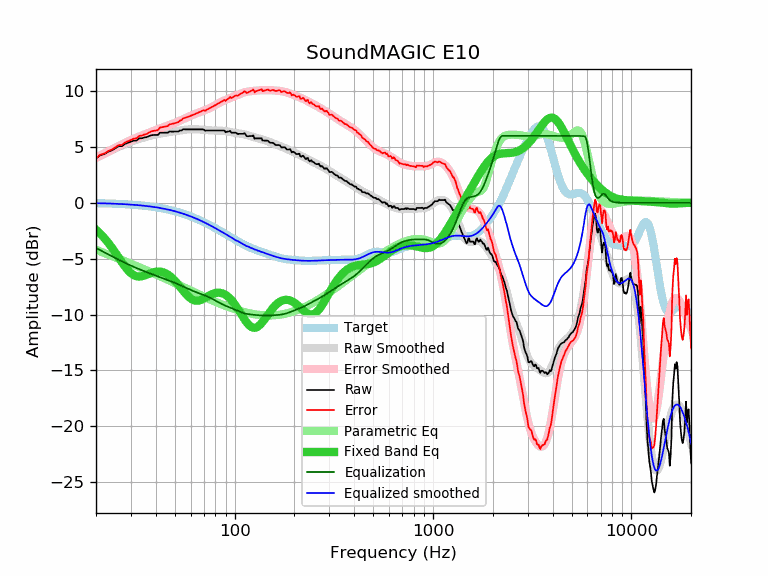 SoundMAGIC E10
Amplitude (dBr)
10
5
0
−5
−10
−15
−20
−25
Target
Raw Smoothed
Error Smoothed
Raw
Error
Parametric Eq
Fixed Band Eq
Equalization
Equalized smoothed
100
1000
10000
Frequency (Hz)